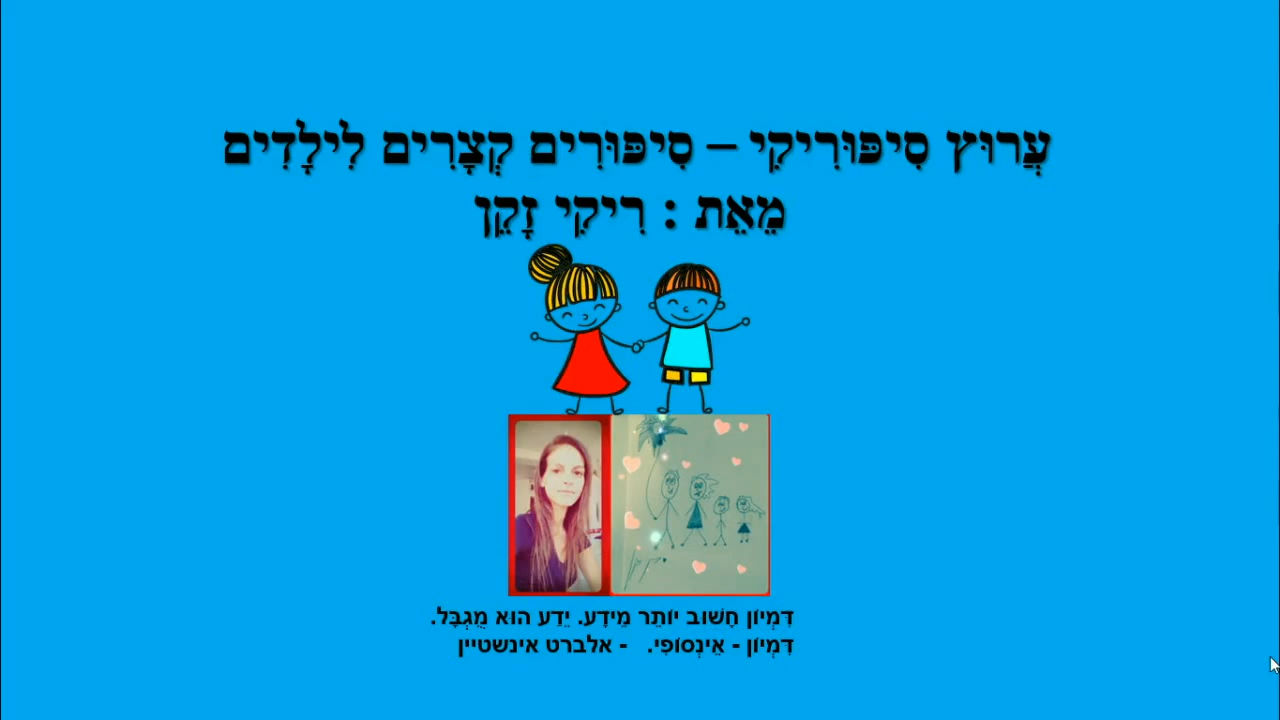 עֲרוּץ סִיפּוּרִיקִי – סִיפּוּרִים קְצָרִים לִילָדִים
מֵאֵת : רִיקִי זָקֵן
דִּמְיוֹן חָשׁוּב יוֹתֵר מֵידָע. יֶדַע הוּא מֻגְבָּל.
דִּמְיוֹן - אֵינְסוֹפִי. - אלברט אינשטיין